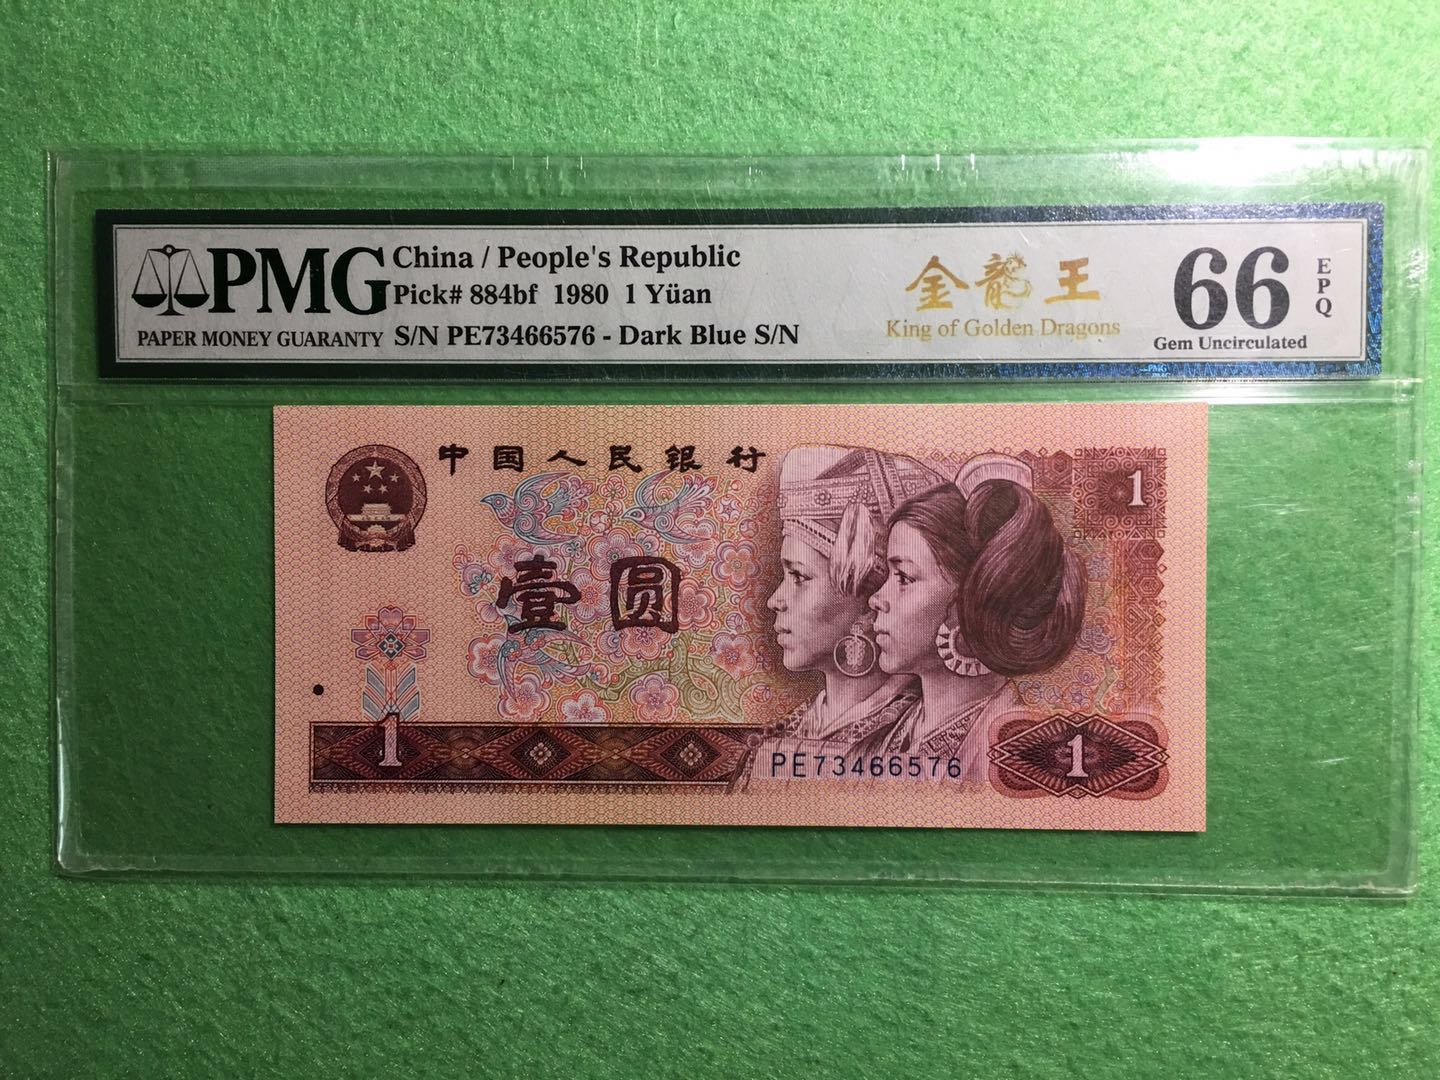 PMG
PAPER MONEY GUARANTY
China / People's Republic
Pick# 884bf 1980 1 Yüan
S/N PE73466576 - Dark Blue S/N
金龍王
King of Golden Dragons
66
EPQ
Gem Uncirculated
PMG
中国人民银行
1
壹圆
1
PE73466576
1